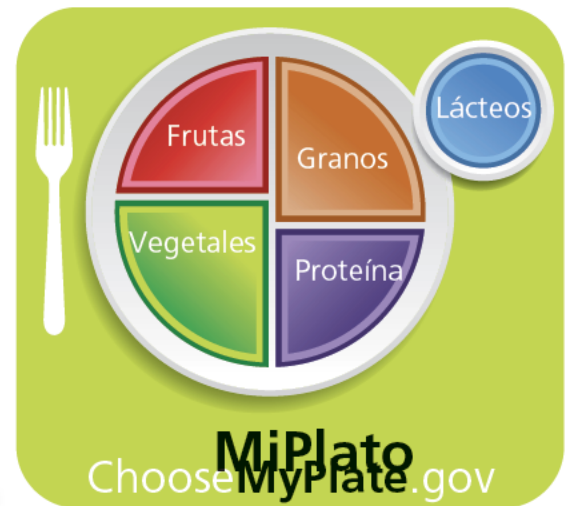 Lácteos
Frutas
Granos
Vegetales
Proteína
MiPlato
ChooseMyPlate.gov